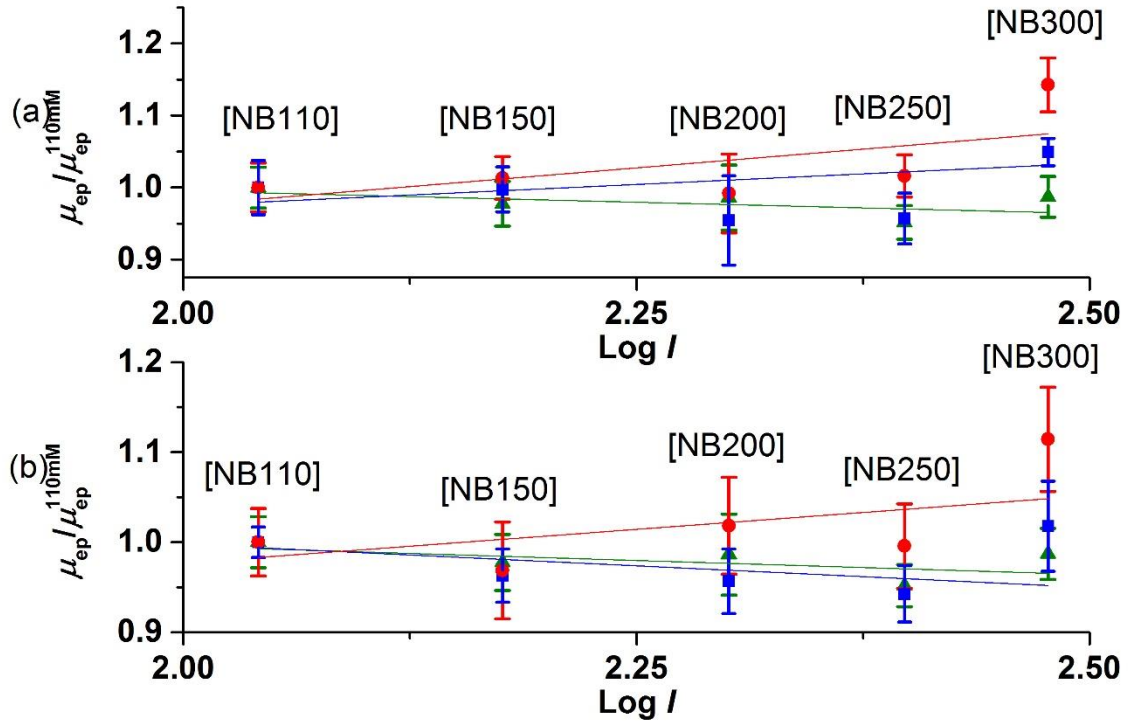 [NB300]
1.2
[NB110] [NB150] [NB200] [NB250]
(a)
1.1
μep/μep110mM
1.0
0.9
2.00 2.25 2.50
Log I
[NB300]
1.2
[NB200]
[NB110] [NB150] [NB250]
(b)
1.1
μep/μep110mM
1.0
0.9
2.00 2.25 2.50
Log I